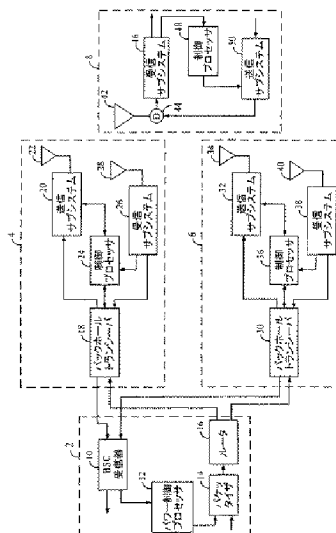 2
10
BSC
受信器
12
パワー制御
プロセッサ
14
パケッ
タイザ
16
ルータ
4
18
バックホール
トランシーバ
20
送信
サブシステム
22
24
制御
プロセッサ
26
受信
サブシステム
28
6
30
バックホール
トランシーバ
32
送信
サブシステム
34
36
制御
プロセッサ
38
受信
サブシステム
40
8
42
D
44
46
受信
サブシステム
48
制御
プロセッサ
50
送信
サブシステム